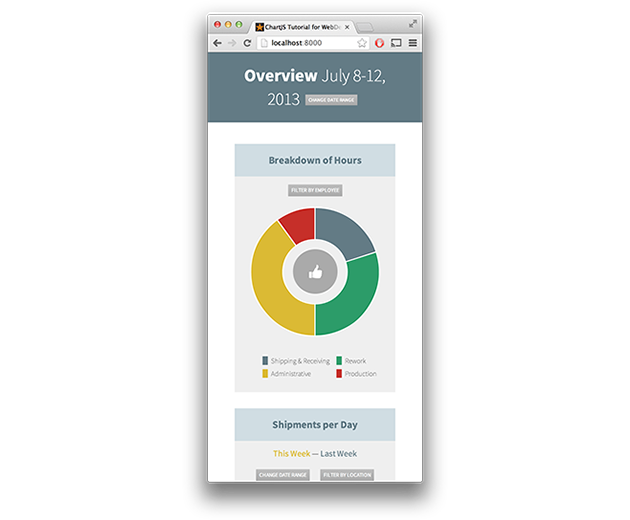 ChartJS Tutorial for WebDe
localhost:8000
Overview July 8-12,
2013 CHANGE DATE RANGE
Breakdown of Hours
FILTER BY EMPLOYEE
Shipping & Receiving Rework
Administrative Production
Shipments per Day
This Week — Last Week
CHANGE DATE RANGE FILTER BY LOCATION